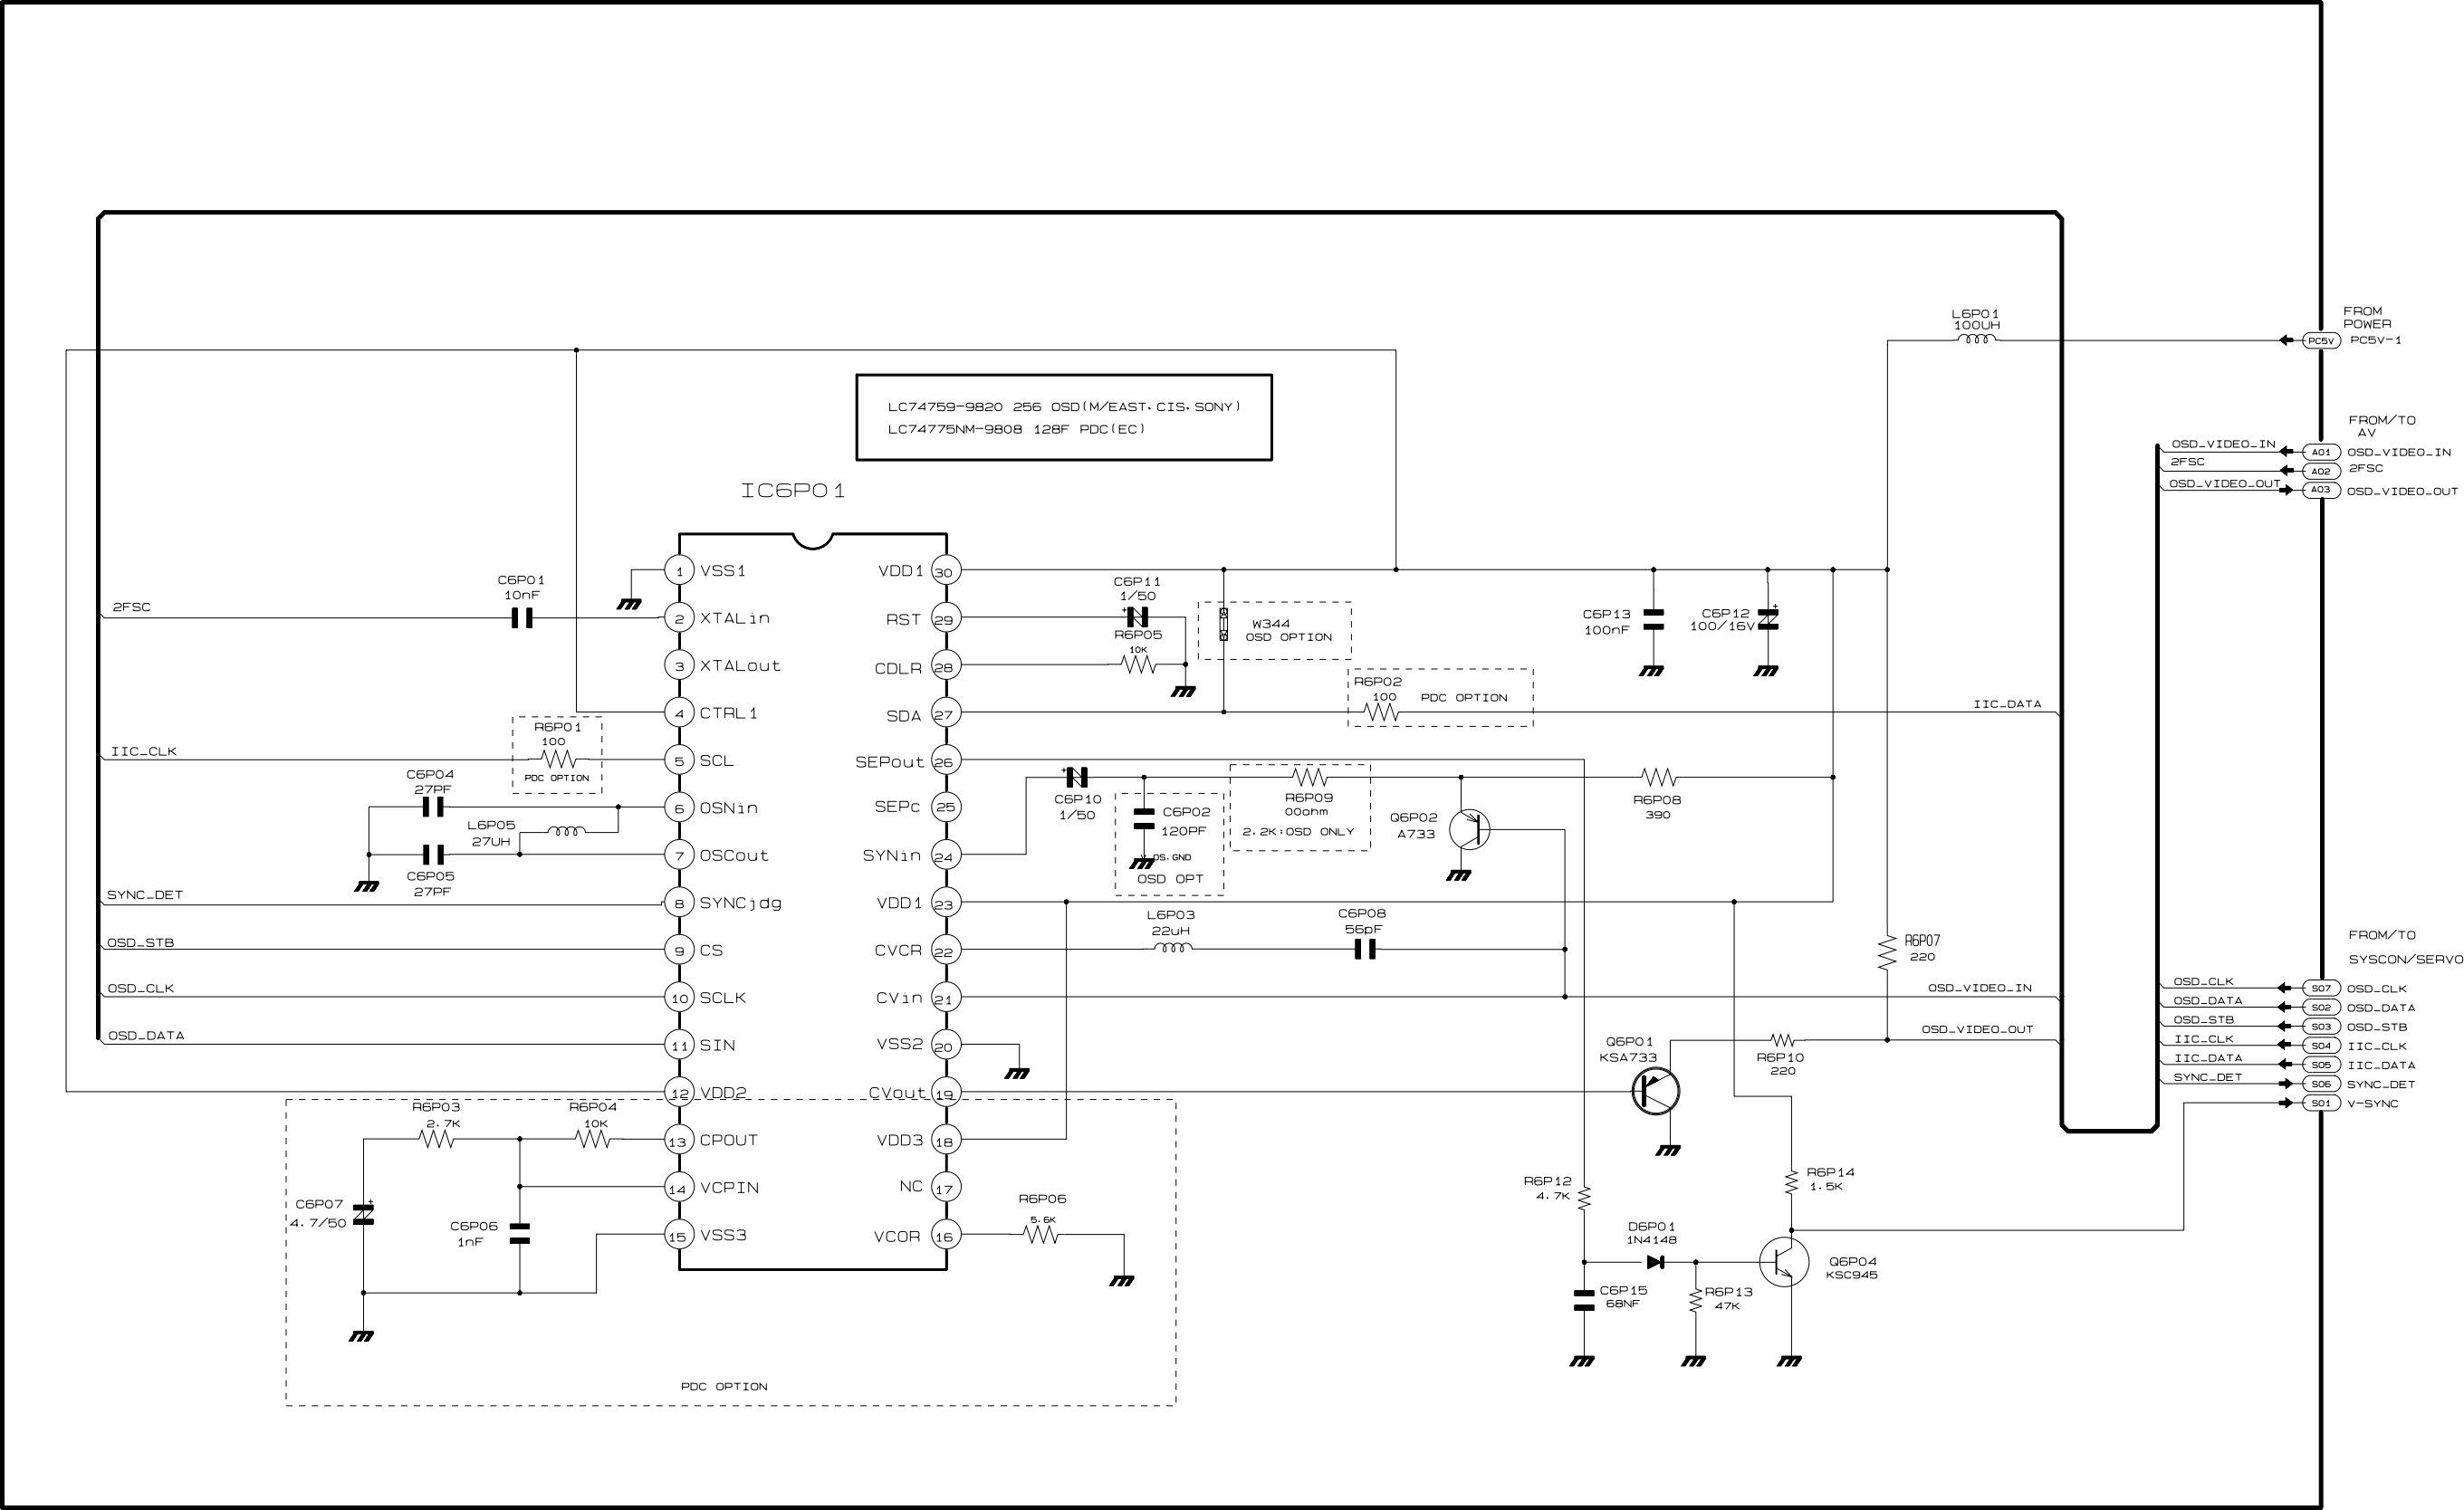 FROM
POWER
L6P01
100UH
PC5V
PC5V-1
LC74759-9820 256 OSD(M/EAST.CIS.SONY)
LC74775NM-9808 128F PDC(EC)
FROM/TO
AV
OSD_VIDEO_IN
A01
OSD_VIDEO_IN
2FSC
A02
2FSC
OSD_VIDEO_OUT
A03
OSD_VIDEO_OUT
IC6P01
1 VSS1
2 XTALin
3 XTALout
4 CTRL1
5 SCL
6 OSNin
7 OSCout
8 SYNCjdg
9 CS
10 SCLK
11 SIN
12 VDD2
13 CPOUT
14 VCPIN
15 VSS3
VDD1 30
RST 29
CDLR 28
SDA 27
SEPout 26
SEPc 25
SYNin 24
VDD1 23
CVCR 22
CVin 21
VSS2 20
CVout 19
VDD3 18
NC 17
VCOR 16
2FSC
C6P01
10nF
IIC_CLK
R6P01
100
PDC OPTION
C6P04
27PF
L6P05
27UH
C6P05
27PF
SYNC_DET
OSD_STB
OSD_CLK
OSD_DATA
R6P03
2.7K
R6P04
10K
C6P07
+
4.7/50
C6P06
1nF
R6P06
5.6K
PDC OPTION
C6P11
1/50
+
R6P05
10K
W344
OSD OPTION
R6P02
100
PDC OPTION
C6P13
100nF
C6P12
100/16V
+
IIC_DATA
+
C6P10
1/50
C6P02
120PF
OS.GND
OSD OPT
R6P09
00ohm
2.2K:OSD ONLY
Q6P02
A733
R6P08
390
L6P03
22uH
C6P08
56pF
R6P07
220
OSD_VIDEO_IN
OSD_VIDEO_OUT
Q6P01
KSA733
R6P10
220
R6P12
4.7K
R6P14
1.5K
D6P01
1N4148
Q6P04
KSC945
C6P15
68NF
R6P13
47K
FROM/TO
SYSCON/SERVO
OSD_CLK
S07
OSD_CLK
OSD_DATA
S02
OSD_DATA
OSD_STB
S03
OSD_STB
IIC_CLK
S04
IIC_CLK
IIC_DATA
S05
IIC_DATA
SYNC_DET
S06
SYNC_DET
S01
V-SYNC